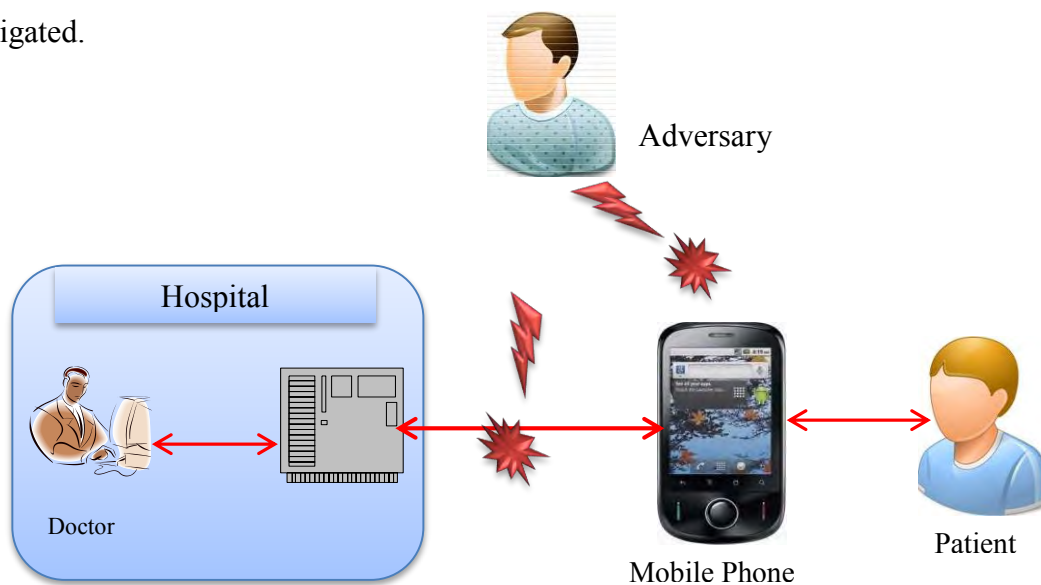 igated.
Adversary
Hospital
Doctor
Mobile Phone
Patient